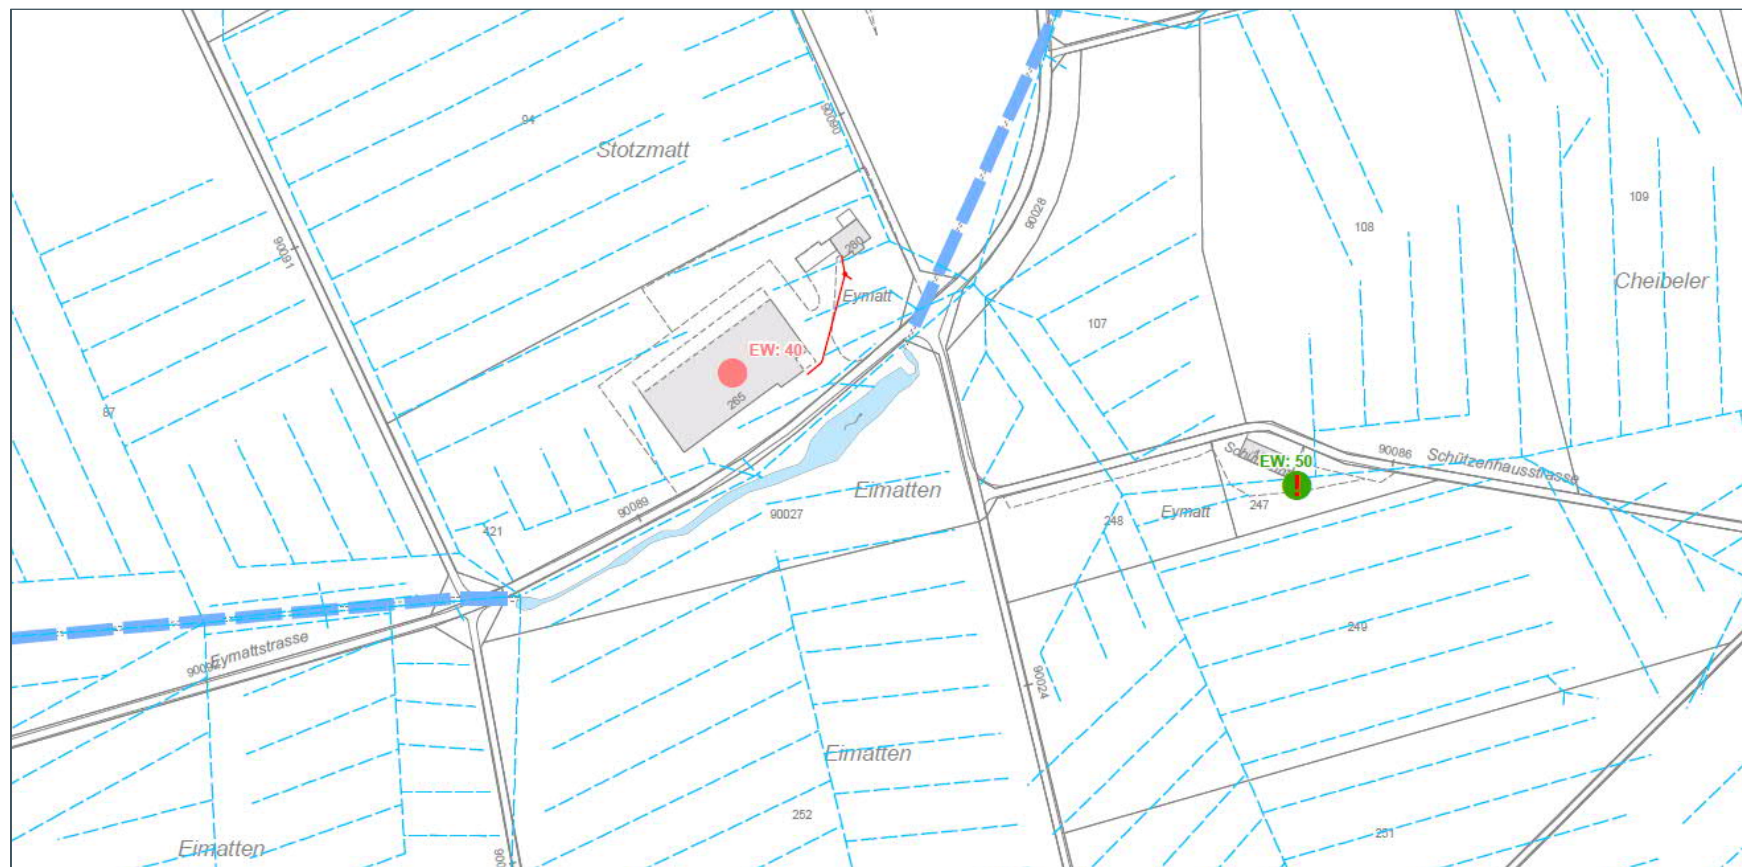 94
Stotzmatt
90090
109
90028
108
90091
280
Cheibeler
Eymatt
107
EW: 40
87
265
90086
Schützenhausstrasse
EW: 50
Eimatten
90089
90027
247
Eymatt
248
421
249
Eymattstrasse
90024
Eimatten
252
251
Eimatten